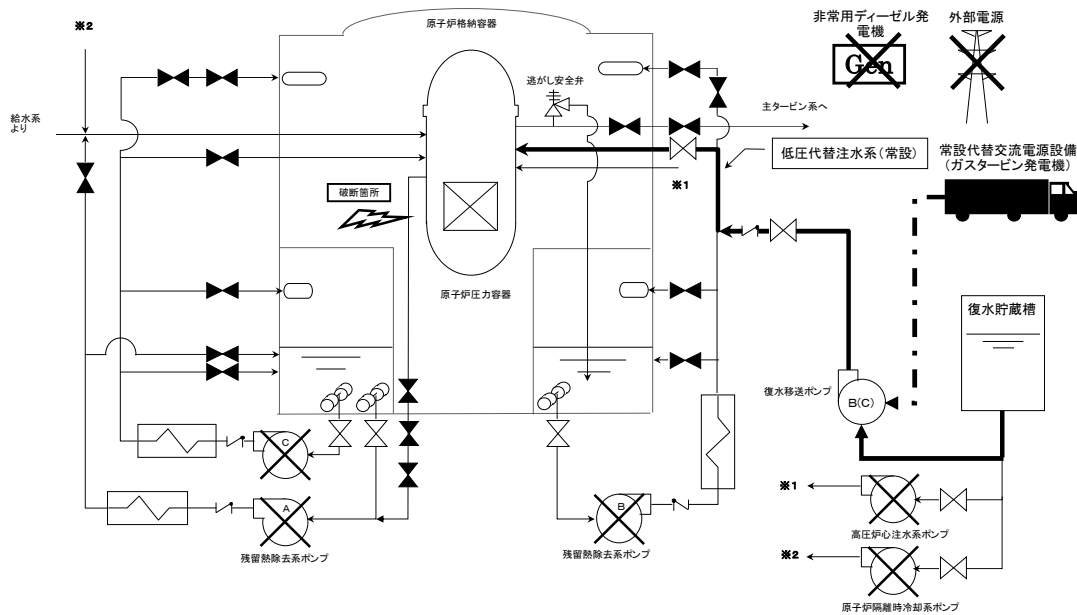 ※2
原子炉格納容器
非常用ディーゼル発
電機
外部電源
Gen
逃がし安全弁
給水系
より
主タービン系へ
低圧代替注水系(常設)
常設代替交流電源設備
(ガスタービン発電機)
※1
破断箇所
原子炉圧力容器
復水貯蔵槽
復水移送ポンプ
B(C)
C
A
B
※1
高圧炉心注水系ポンプ
残留熱除去系ポンプ
残留熱除去系ポンプ
※2
原子炉隔離時冷却系ポンプ